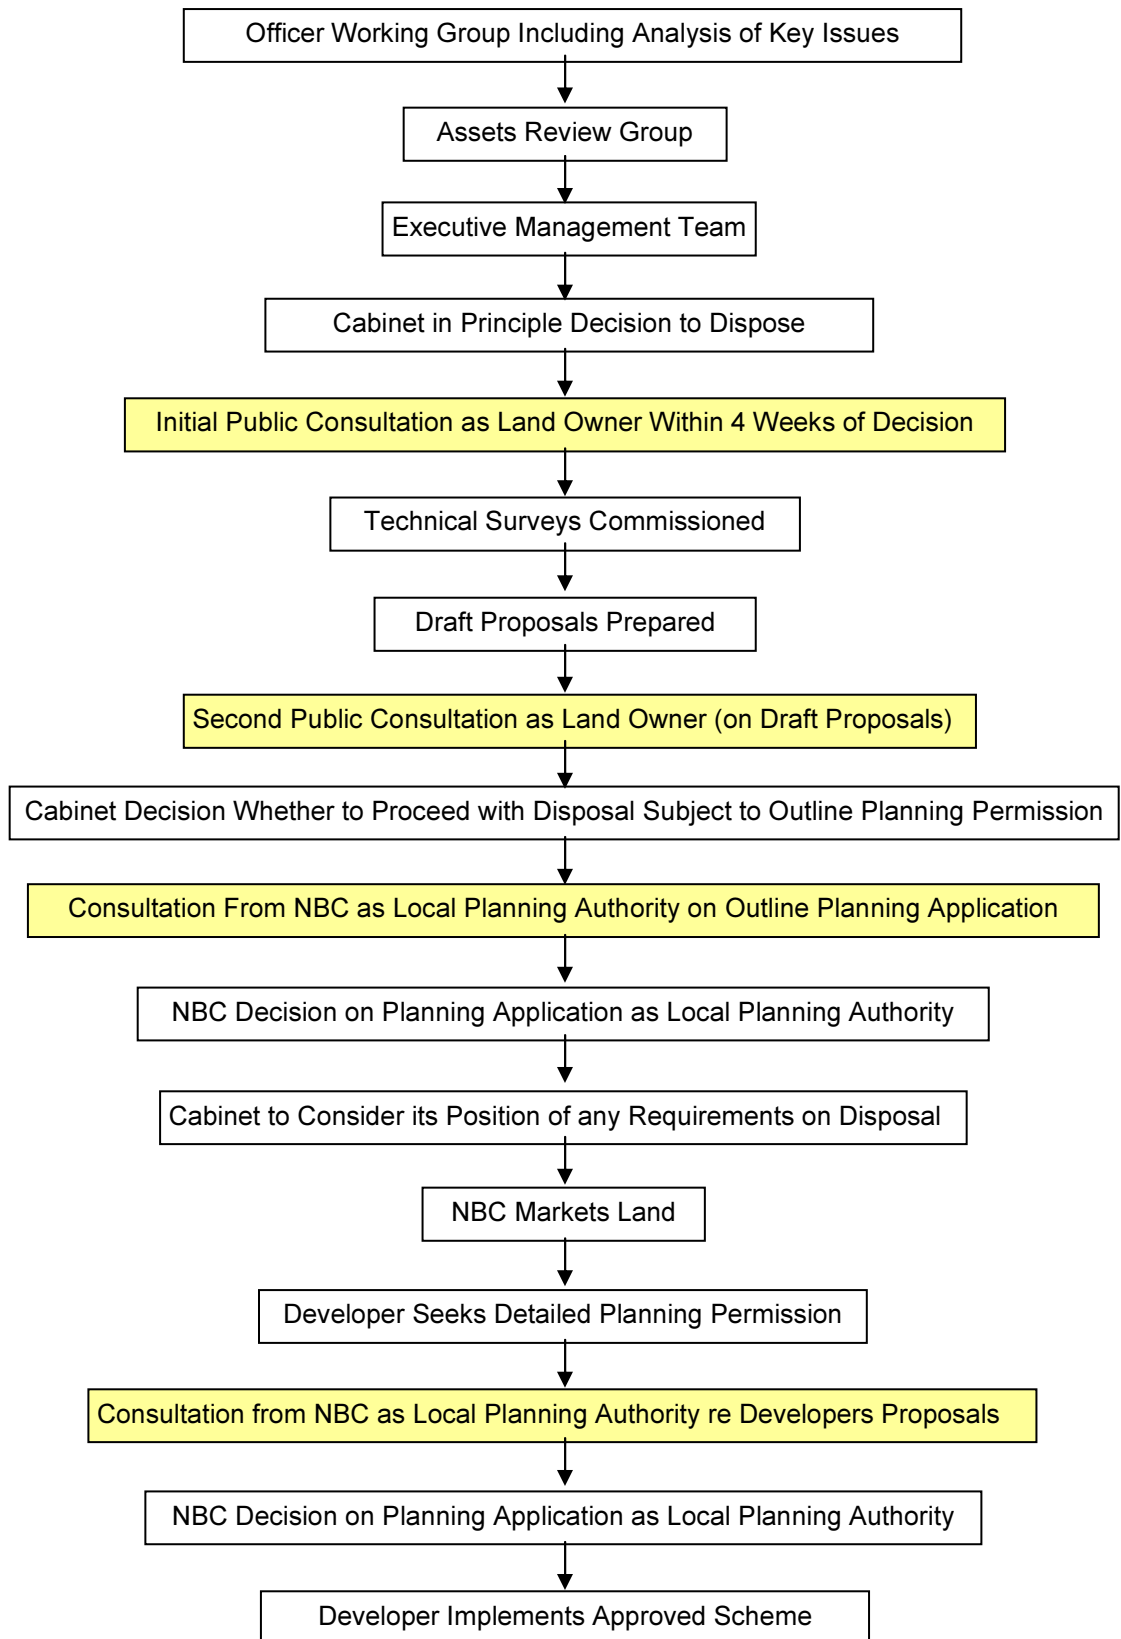 Officer Working Group Including Analysis of Key Issues
Assets Review Group
Executive Management Team
Cabinet in Principle Decision to Dispose
Initial Public Consultation as Land Owner Within 4 Weeks of Decision
Technical Surveys Commissioned
Draft Proposals Prepared
Second Public Consultation as Land Owner (on Draft Proposals)
Cabinet Decision Whether to Proceed with Disposal Subject to Outline Planning Permission
Consultation From NBC as Local Planning Authority on Outline Planning Application
NBC Decision on Planning Application as Local Planning Authority
Cabinet to Consider its Position of any Requirements on Disposal
NBC Markets Land
Developer Seeks Detailed Planning Permission
Consultation from NBC as Local Planning Authority re Developers Proposals
NBC Decision on Planning Application as Local Planning Authority
Developer Implements Approved Scheme